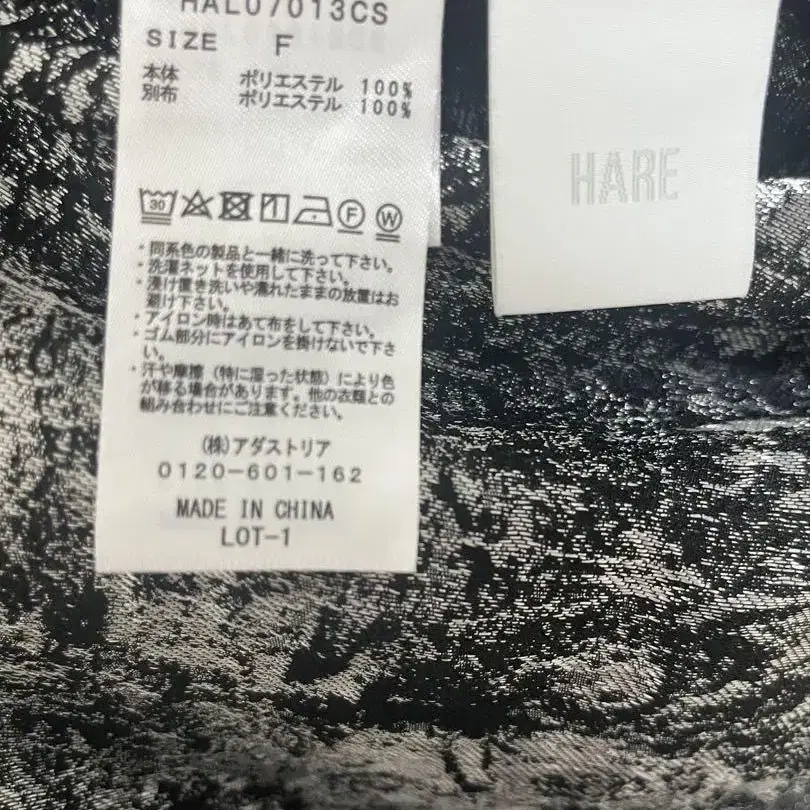 HAL07013CS
SIZE F
本体 ポリエステル 100%
別布 ポリエステル 100%
30 F W
・同系色の製品と一緒に洗って下さい。
・洗濯ネットを使用して下さい。
・漬け置き洗いや濡れたままの放置はお
避け下さい。
・アイロン時はあて布をして下さい。
・ゴム部分にアイロンを掛けないで下さ
い。
・汗や摩擦（特に湿った状態）により色
が移る場合があります。他の衣類との
組み合わせにご注意ください。
(株)アダストリア
0120-601-162
MADE IN CHINA
LOT-1
HARE